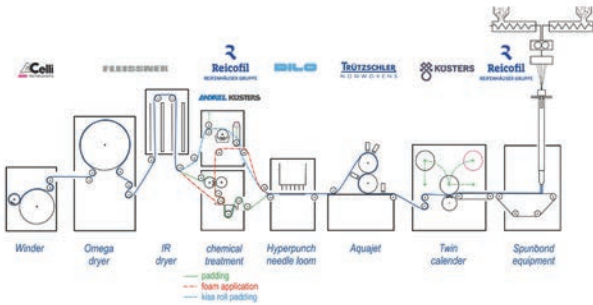 Celli
FLEISSNER
Reicofil
REIFENHÄUSER GRUPPE
ANDRITZ KÜSTERS
DILO
TRÜTZSCHLER
NONWOVENS
KÜSTERS
Reicofil
REIFENHÄUSER GRUPPE
Winder
Omega
dryer
IR
dryer
chemical
treatment
Hyperpunch
needle loom
Aquajet
Twin
calender
Spunbond
equipment
padding
foam application
kiss roll padding